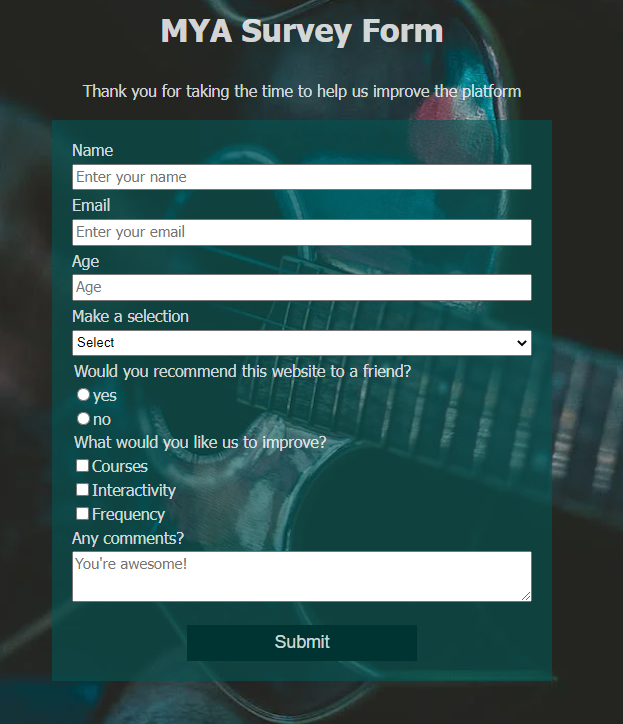 MYA Survey Form
Thank you for taking the time to help us improve the platform
Name
Enter your name
Email
Enter your email
Age
Age
Make a selection
Select
Would you recommend this website to a friend?
yes
no
What would you like us to improve?
Courses
Interactivity
Frequency
Any comments?
You're awesome!
Submit